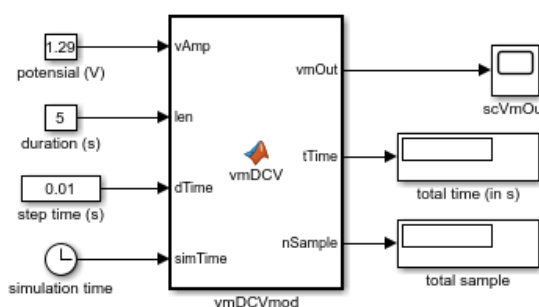 1.29
potensial (V)
5
duration (s)
0.01
step time (s)
simulation time
vAmp
len
dTime
simTime
vmDCV
vmOut
tTime
nSample
vmDCVmod
scVmOu
total time (in s)
total sample